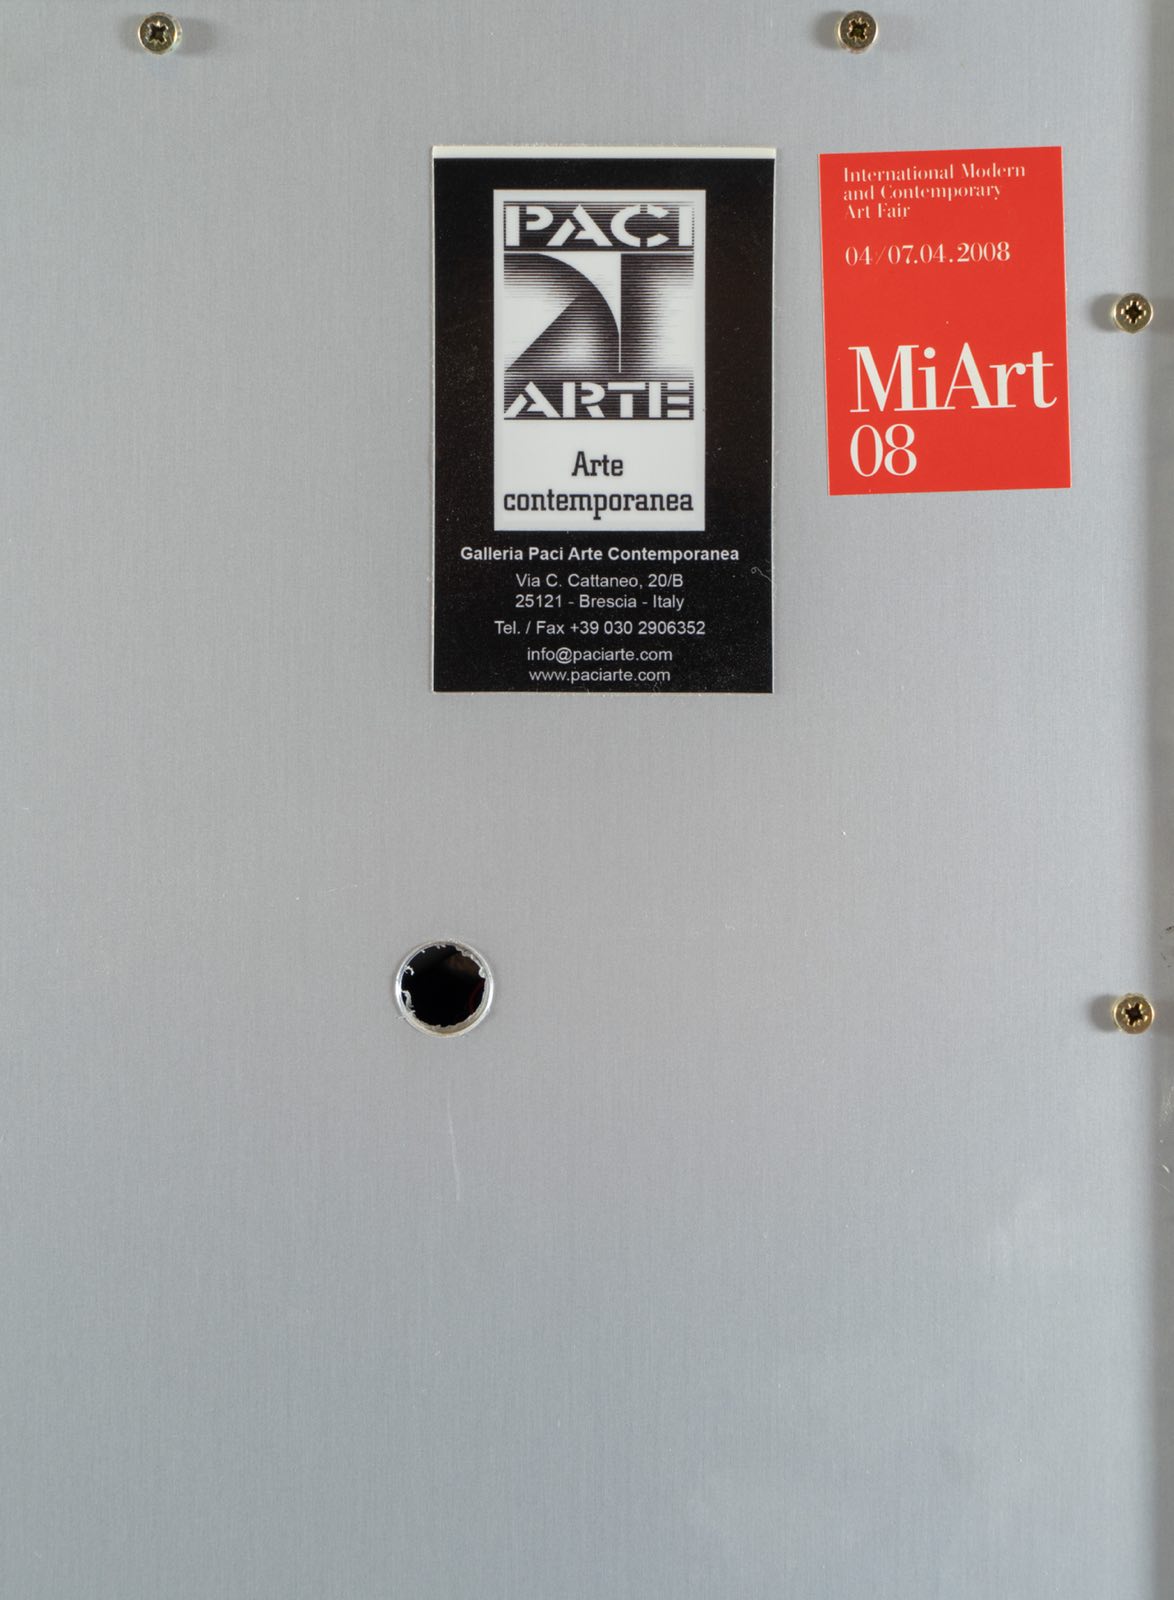 PACI
ARTE
Arte
contemporanea
Galleria Paci Arte Contemporanea
Via C. Cattaneo, 20/B
25121 - Brescia - Italy
Tel. / Fax +39 030 2906352
info@paciarte.com
www.paciarte.com
International Modern
and Contemporary
Art Fair
04/07.04.2008
MiArt
08